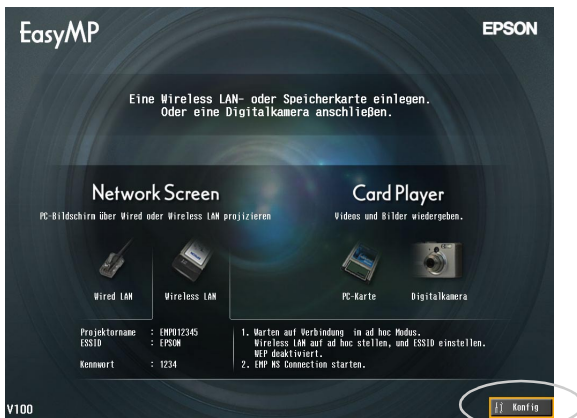 EasyMP
EPSON
Eine Wireless LAN- oder Speicherkarte einlegen.
Oder eine Digitalkamera anschließen.
Network Screen
PC-Bildschirm über Wired oder Wireless LAN projizieren
Wired LAN
Wireless LAN
Card Player
Videos und Bilder wiedergeben.
PC-Karte
Digitalkamera
Projektorname : EMP012345
ESSID : EPSON
Kennwort : 1234
1. Warten auf Verbindung in ad hoc Modus.
Wireless LAN auf ad hoc stellen, und ESSID einstellen.
WEP deaktiviert.
2. EMP NS Connection starten.
V100
Konfig